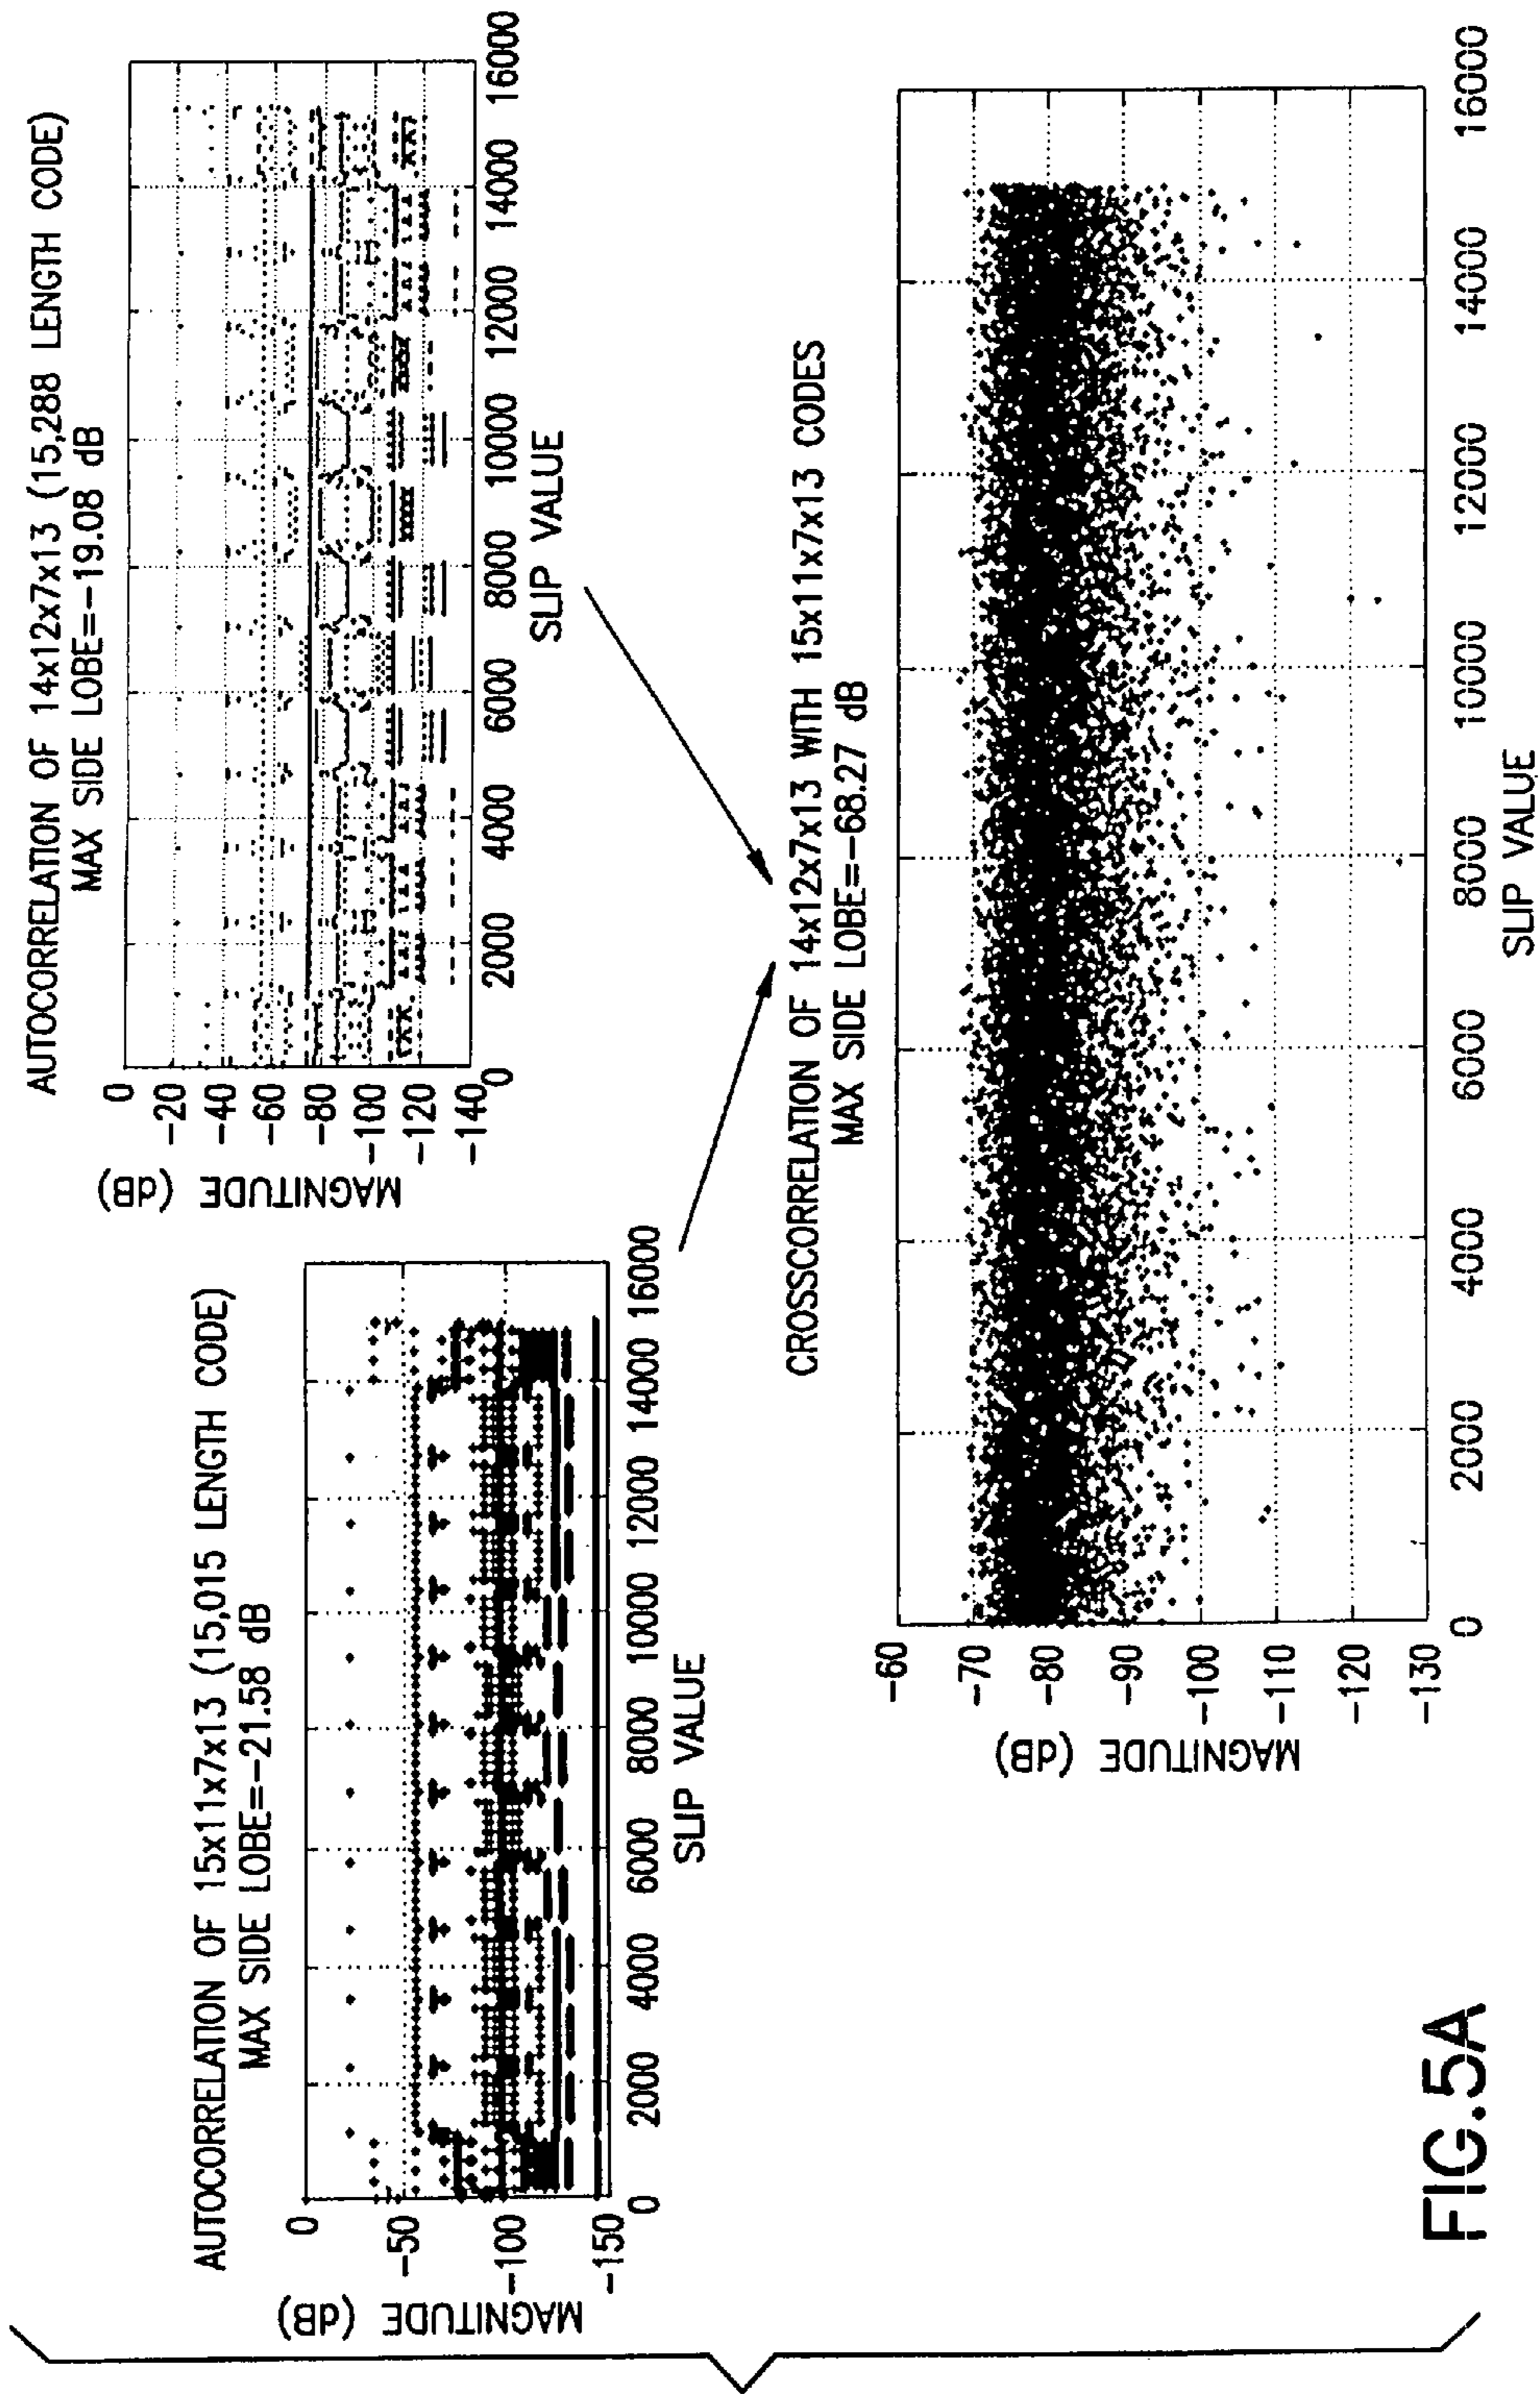 AUTOCORRELATION OF 15x11x7x13 (15,015 LENGTH CODE)
MAX SIDE LOBE=-21.58 dB
MAGNITUDE (dB)
0
-50
-100
-150
0 2000 4000 6000 8000 10000 12000 14000 16000
SLIP VALUE
AUTOCORRELATION OF 14x12x7x13 (15,288 LENGTH CODE)
MAX SIDE LOBE=-19.08 dB
MAGNITUDE (dB)
0
-20
-40
-60
-80
-100
-120
-140
0 2000 4000 6000 8000 10000 12000 14000 16000
SLIP VALUE
CROSSCORRELATION OF 14x12x7x13 WITH 15x11x7x13 CODES
MAX SIDE LOBE=-68.27 dB
MAGNITUDE (dB)
-60
-70
-80
-90
-100
-110
-120
-130
0 2000 4000 6000 8000 10000 12000 14000 16000
SLIP VALUE
FIG.5A